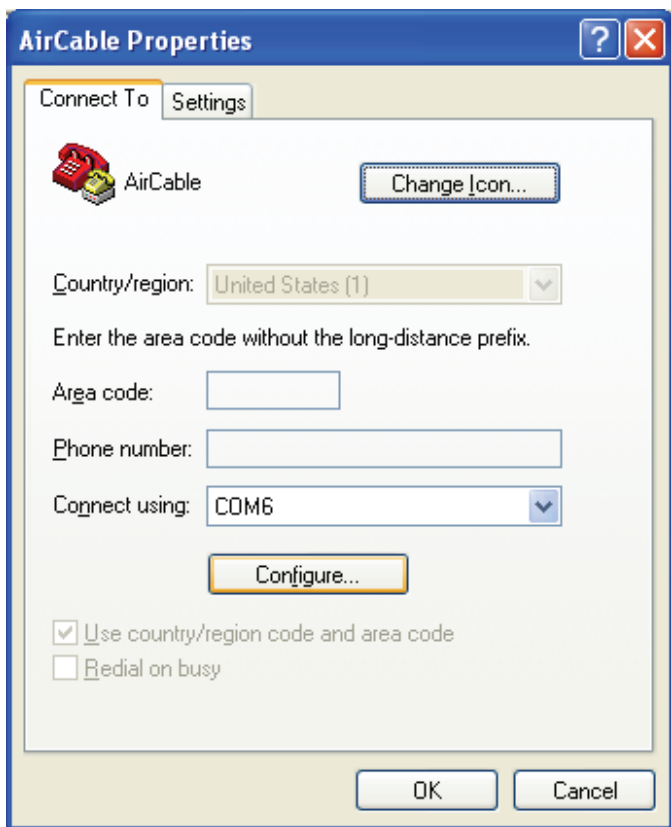 AirCable Properties
Connect To Settings
AirCable Change Icon...
Country/region: United States (1)
Enter the area code without the long-distance prefix.
Area code:
Phone number:
Connect using: COM6
Configure...
Use country/region code and area code
Redial on busy
OK Cancel